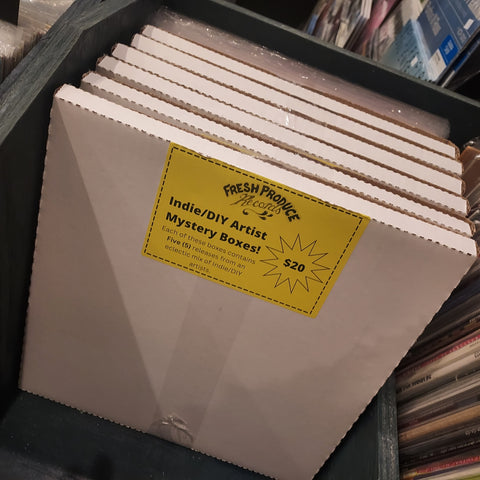 FRESH PRODUCE
Records
Indie/DIY Artist
Mystery Boxes!
Each of these boxes contains
Five (5) releases from an
eclectic mix of Indie/DIY
artists.
$20